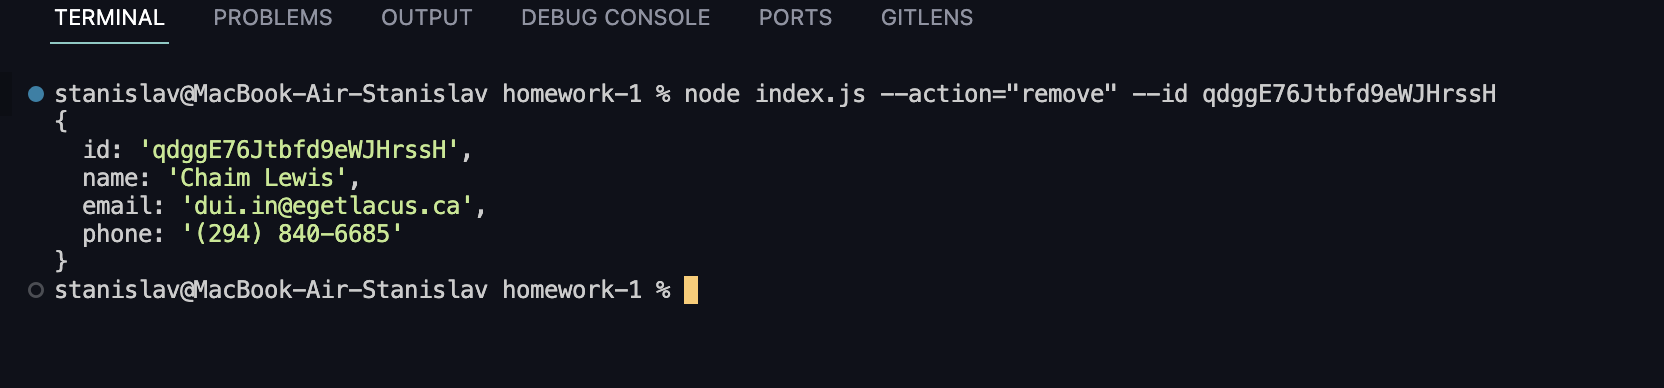 TERMINAL PROBLEMS OUTPUT DEBUG CONSOLE PORTS GITLENS
stanislav@MacBook-Air-Stanislav homework-1 % node index.js --action="remove" --id qdggE76Jtbfd9eWJHrssH
{
  id: 'qdggE76Jtbfd9eWJHrssH',
  name: 'Chaim Lewis',
  email: 'dui.in@egetlacus.ca',
  phone: '(294) 840-6685'
}
stanislav@MacBook-Air-Stanislav homework-1 %